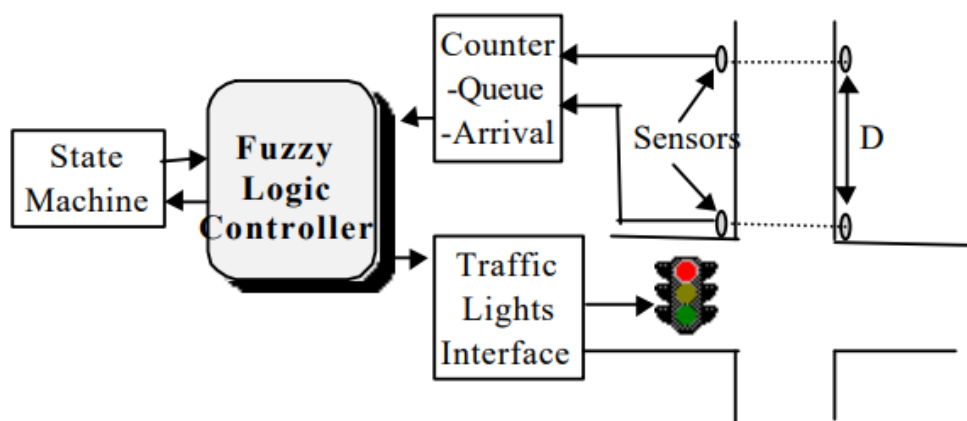 State
Machine
Fuzzy
Logic
Controller
Counter
-Queue
-Arrival
Sensors
D
Traffic
Lights
Interface